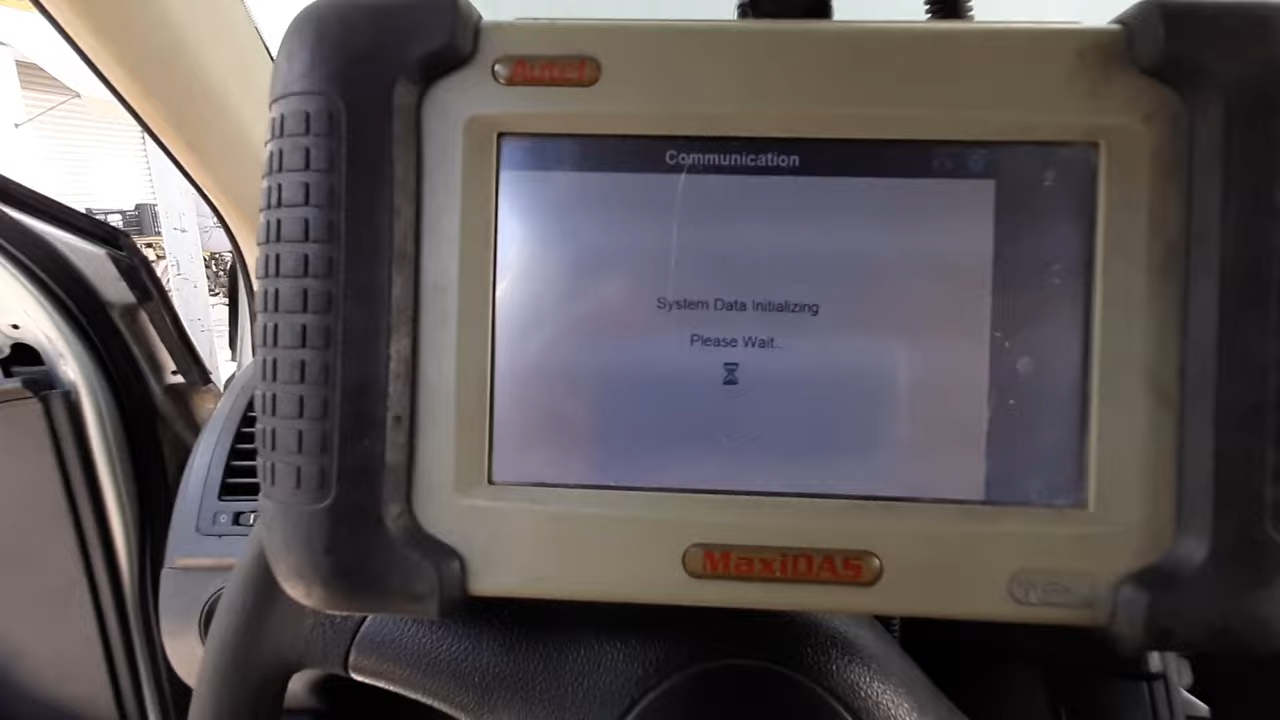 Autel
Communication
System Data Initializing
Please Wait..
MaxiDAS